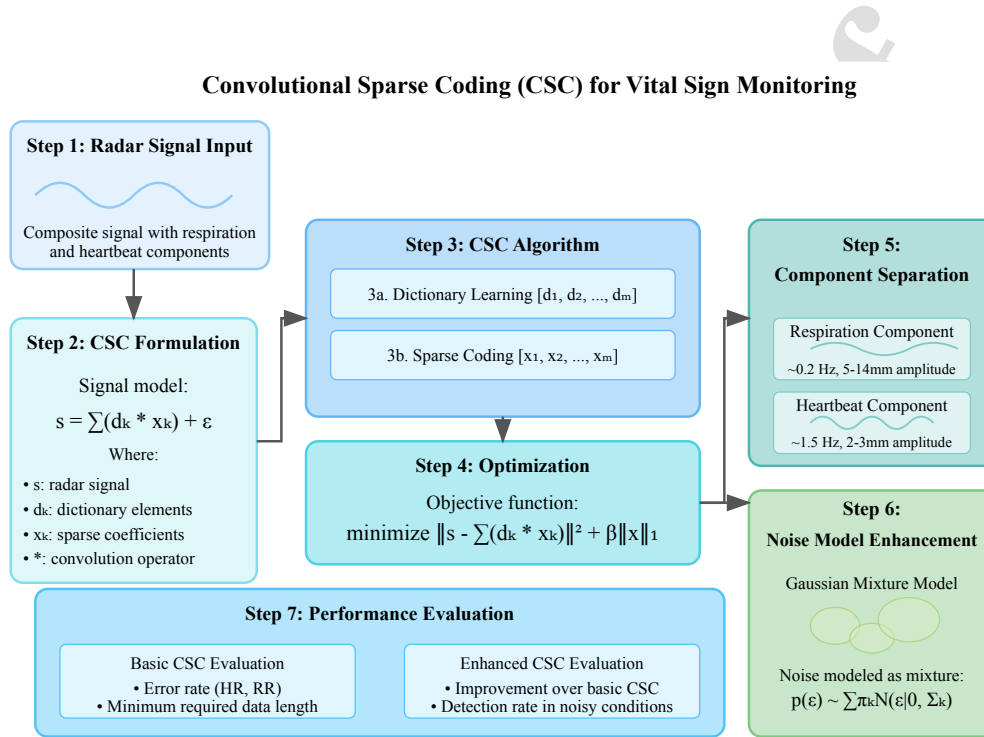 Convolutional Sparse Coding (CSC) for Vital Sign Monitoring
Step 1: Radar Signal Input
Composite signal with respiration
and heartbeat components
Step 2: CSC Formulation
Signal model:
s = ∑(dₖ * xₖ) + ε
Where:
• s: radar signal
• dₖ: dictionary elements
• xₖ: sparse coefficients
• *: convolution operator
Step 3: CSC Algorithm
3a. Dictionary Learning [d₁, d₂, ..., dₘ]
3b. Sparse Coding [x₁, x₂, ..., xₘ]
Step 4: Optimization
Objective function:
minimize ‖s - ∑(dₖ * xₖ)‖² + β‖x‖₁
Step 5:
Component Separation
Respiration Component
~0.2 Hz, 5-14mm amplitude
Heartbeat Component
~1.5 Hz, 2-3mm amplitude
Step 6:
Noise Model Enhancement
Gaussian Mixture Model
Noise modeled as mixture:
p(ε) ~ ∑πₖN(ε|0, Σₖ)
Step 7: Performance Evaluation
Basic CSC Evaluation
• Error rate (HR, RR)
• Minimum required data length
Enhanced CSC Evaluation
• Improvement over basic CSC
• Detection rate in noisy conditions